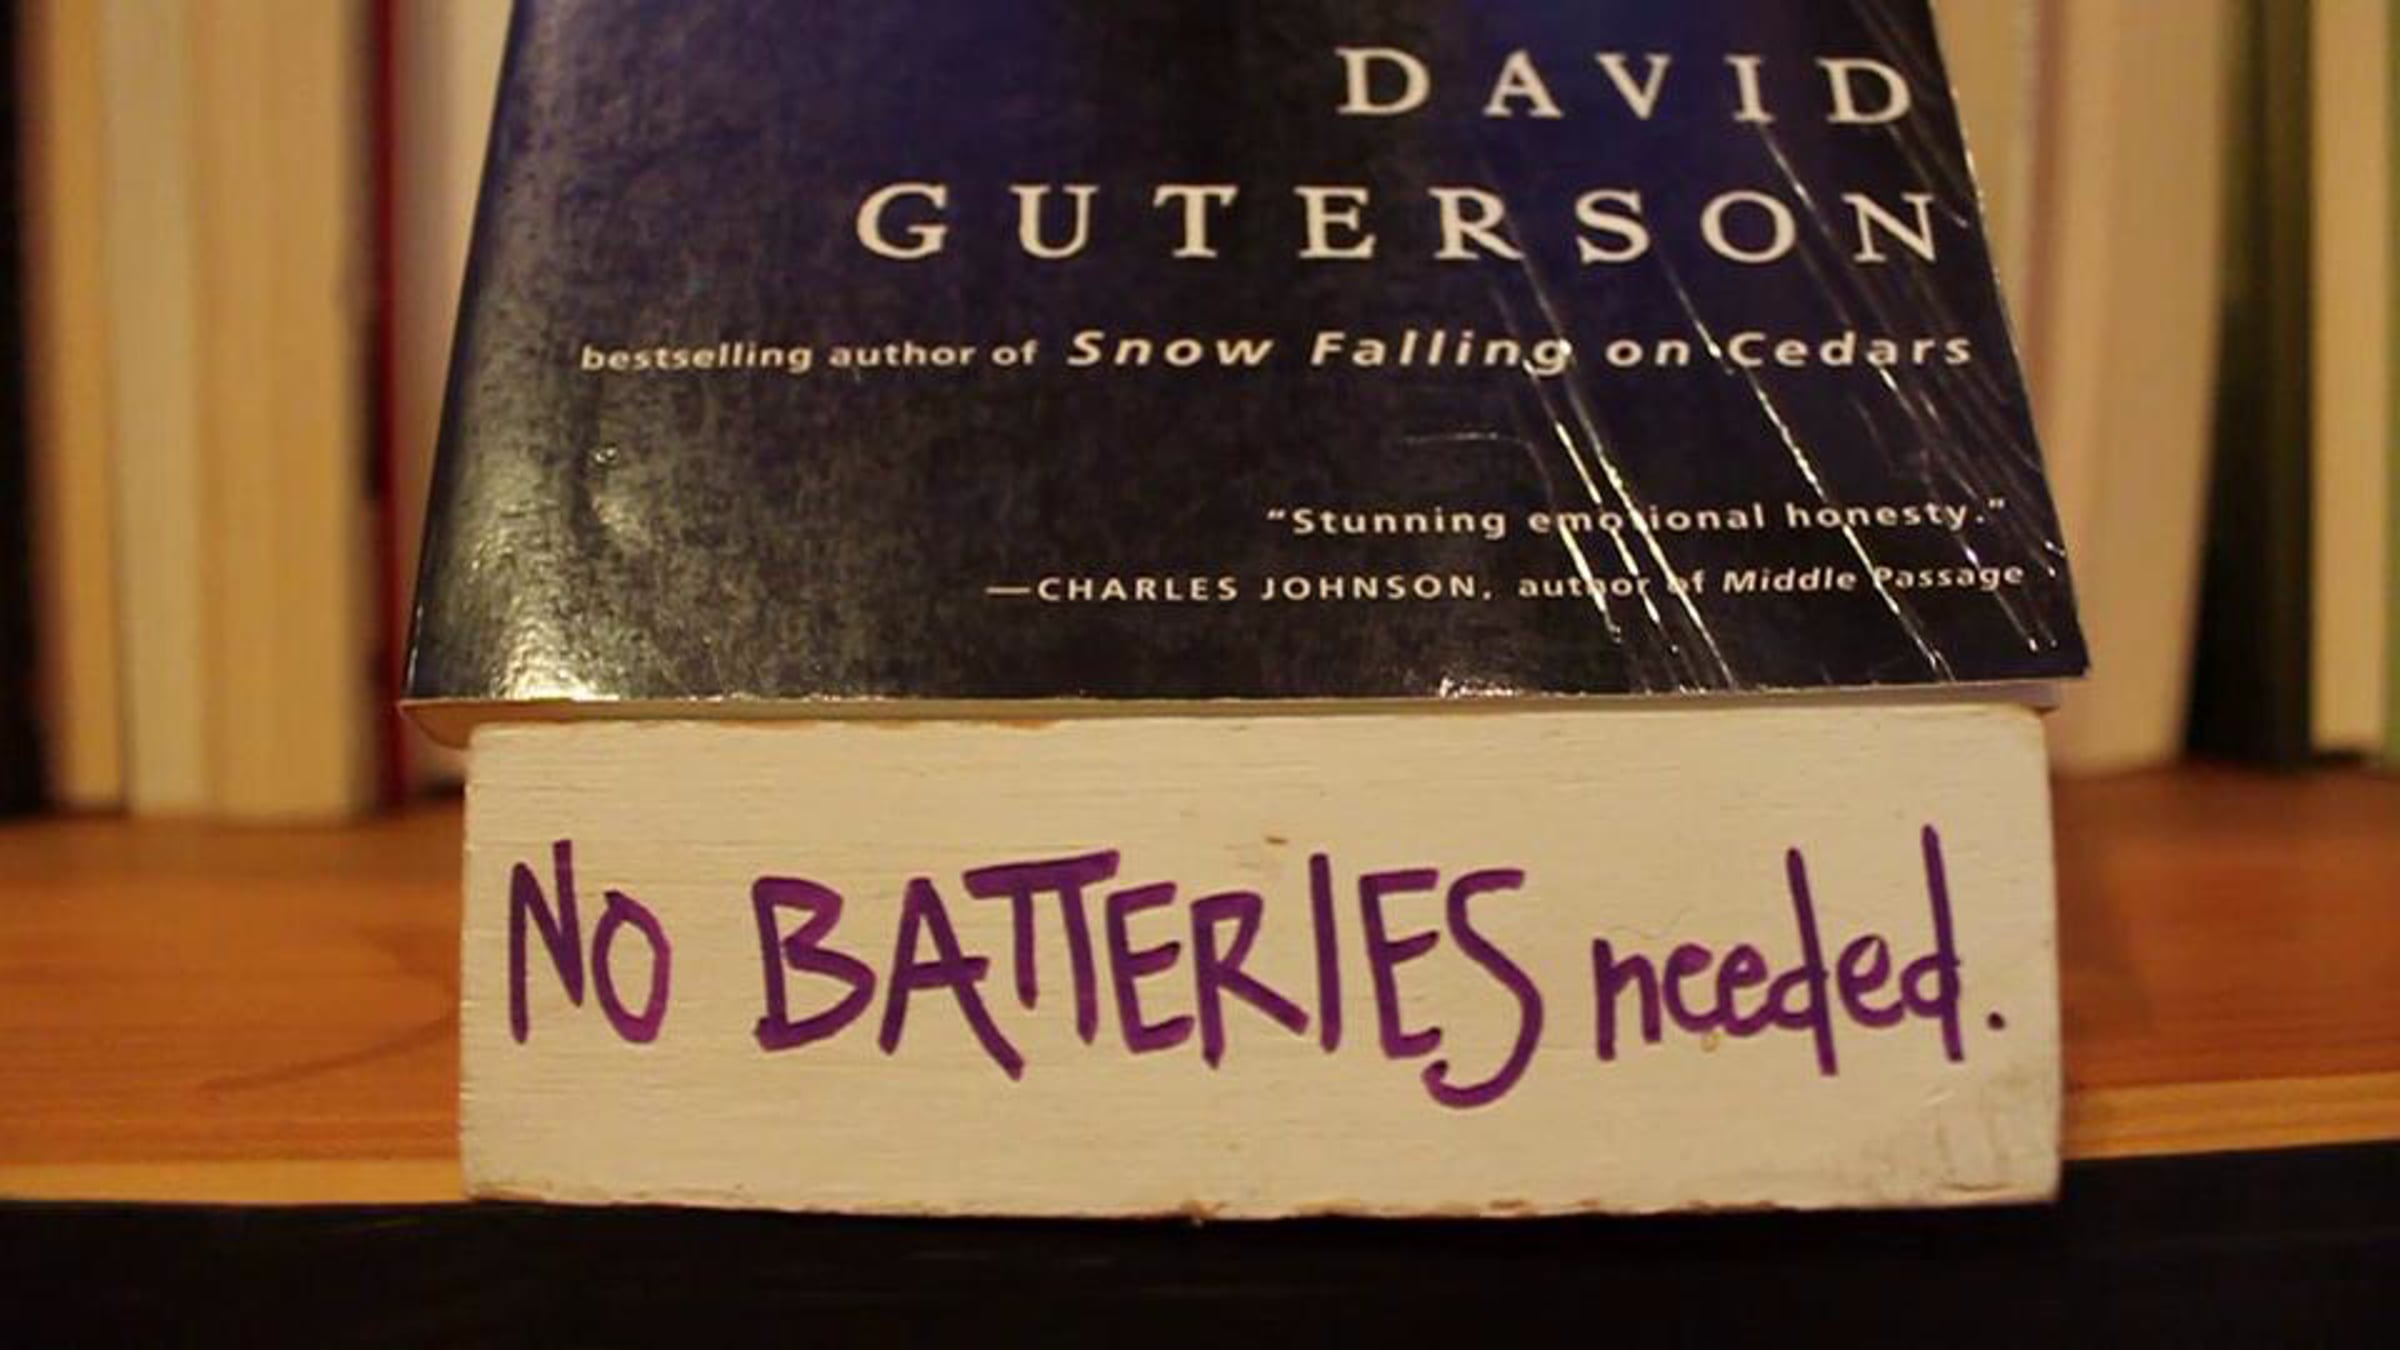 DAVID
GUTERSON
bestselling author of Snow Falling on Cedars
“Stunning emotional honesty.”
—CHARLES JOHNSON, author of Middle Passage
NO BATTERIES needed.